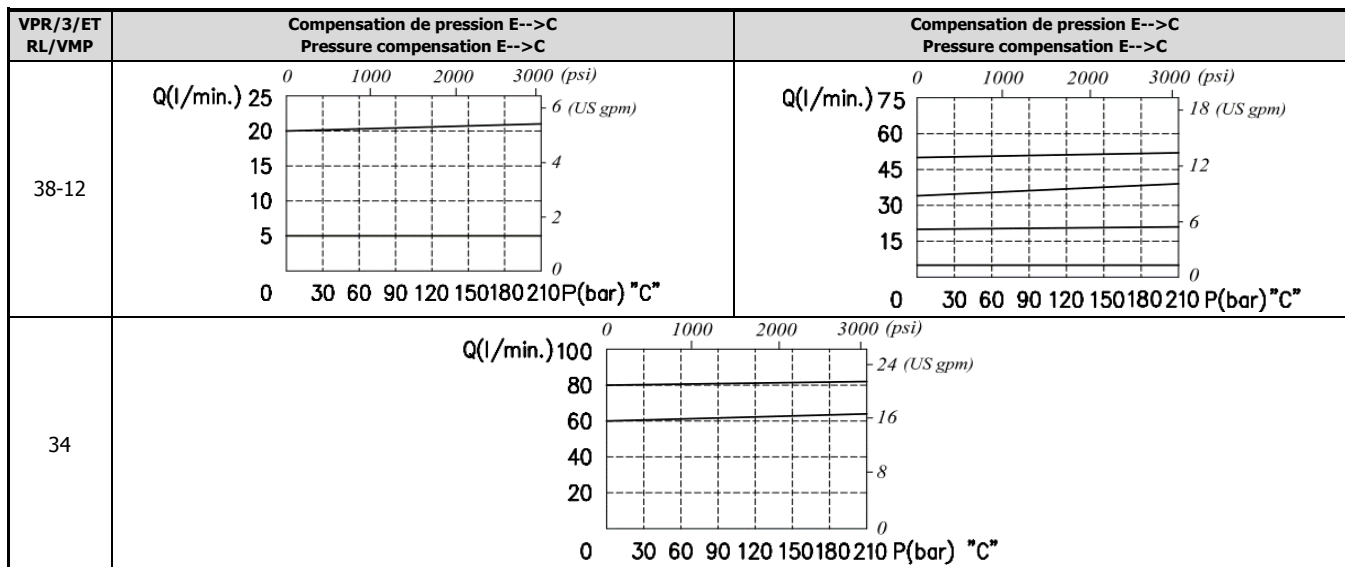 VPR/3/ET
RL/VMP
Compensation de pression E-->C
Pressure compensation E-->C
Compensation de pression E-->C
Pressure compensation E-->C
38-12
0 1000 2000 3000 (psi)
Q(l/min.) 25
6 (US gpm)
20
15
4
10
2
5
0
0 30 60 90 120 150 180 210 P(bar) "C"
0 1000 2000 3000 (psi)
Q(l/min.) 75
18 (US gpm)
60
45
12
30
6
15
0
0 30 60 90 120 150 180 210 P(bar) "C"
34
0 1000 2000 3000 (psi)
Q(l/min.) 100
24 (US gpm)
80
60
16
40
8
20
0
0 30 60 90 120 150 180 210 P(bar) "C"